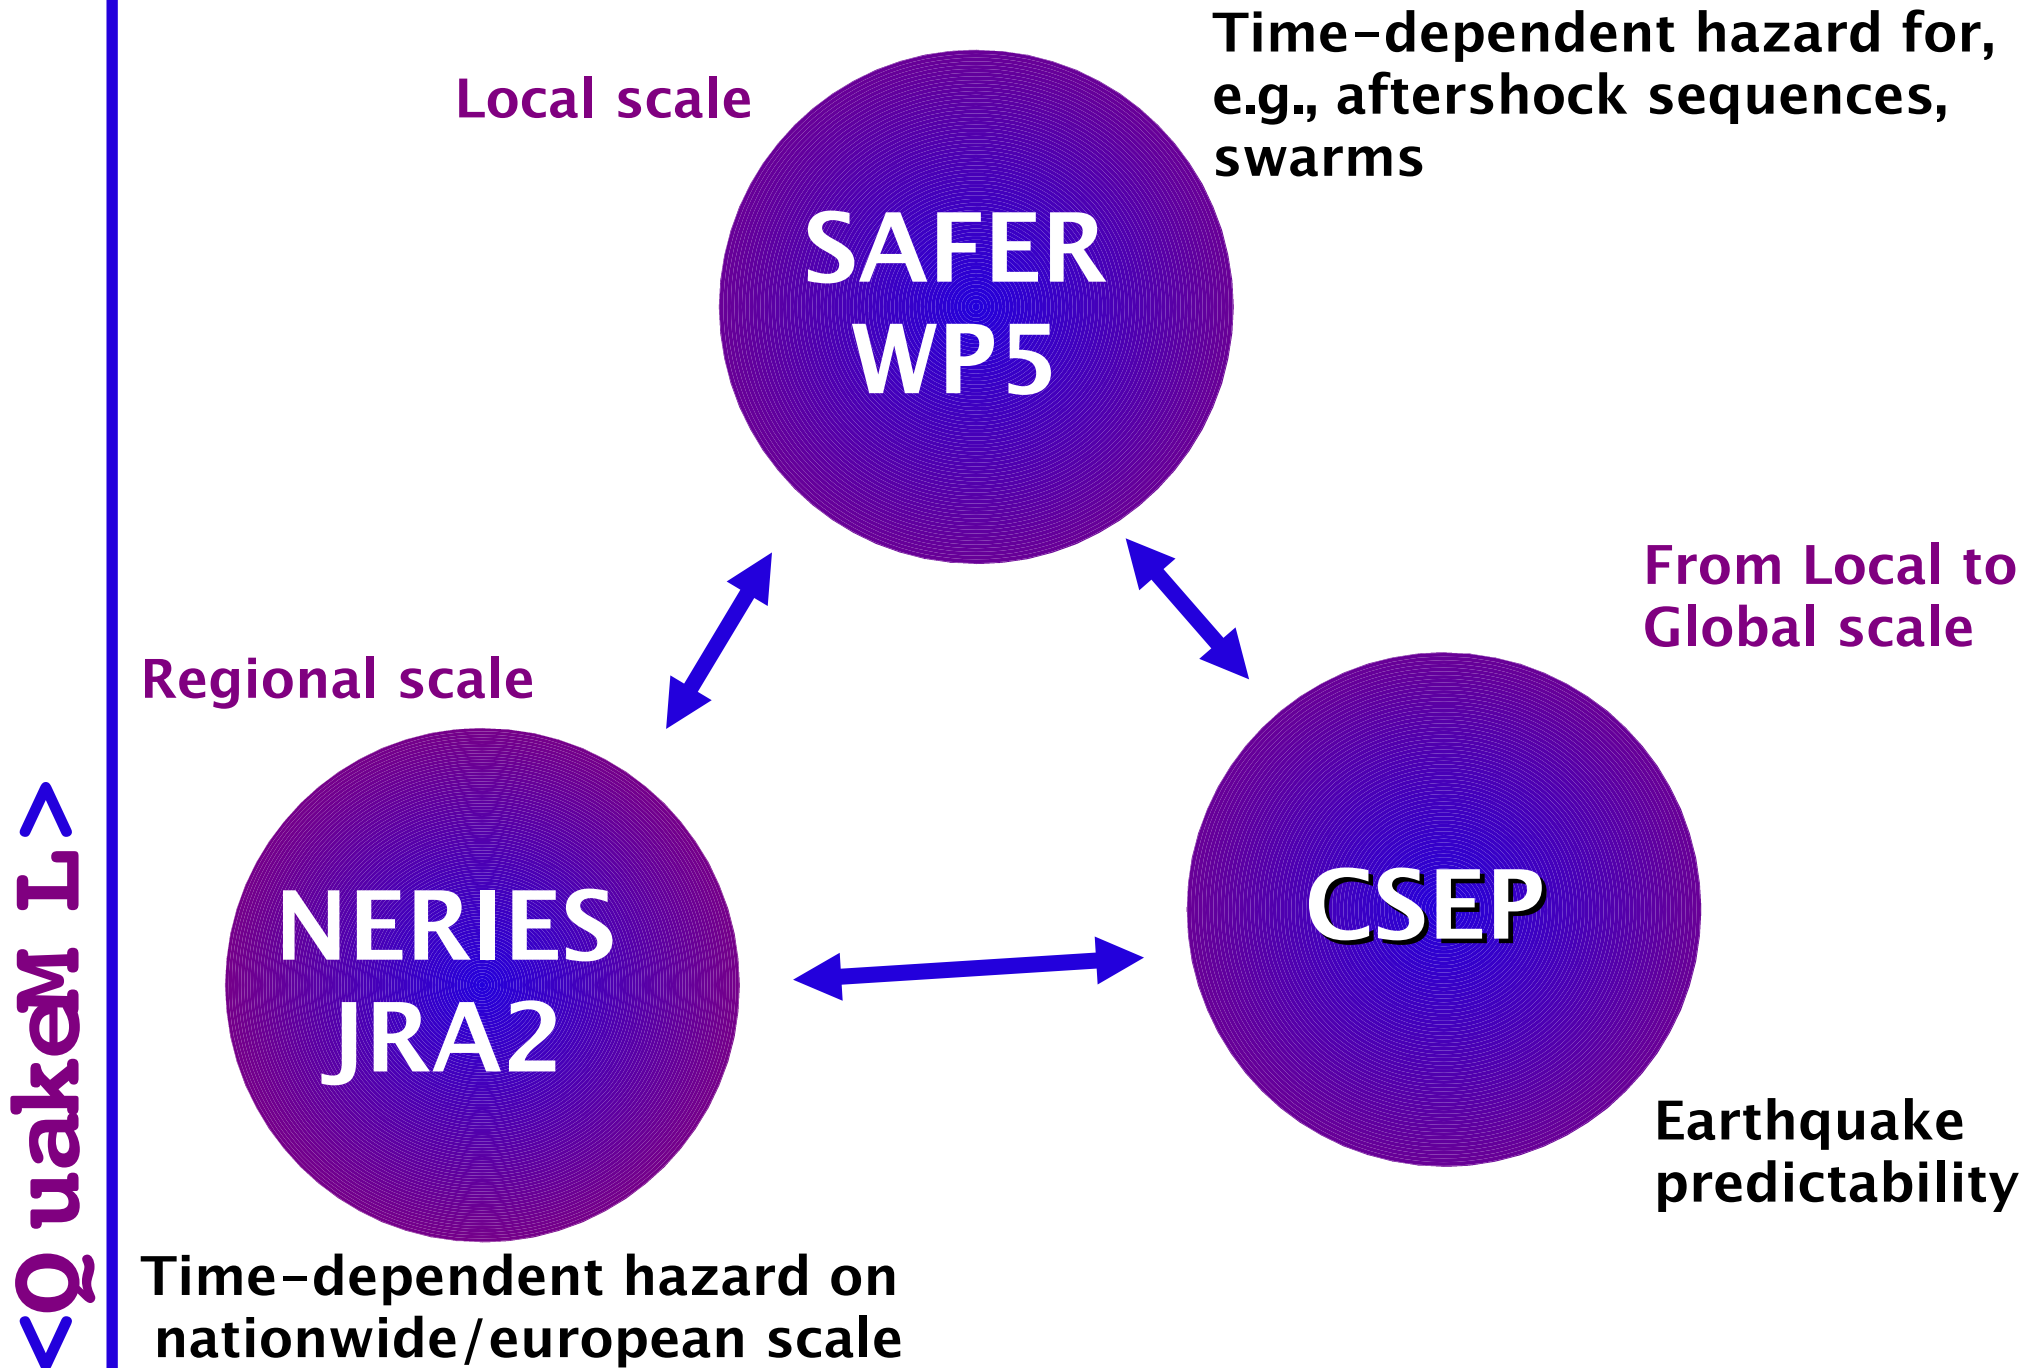 Local scale
Time-dependent hazard for,
e.g., aftershock sequences,
swarms
SAFER
WP5
From Local to
Global scale
Regional scale
NERIES
JRA2
CSEP
Earthquake
predictability
Time-dependent hazard on
nationwide/european scale
<QuakeML>